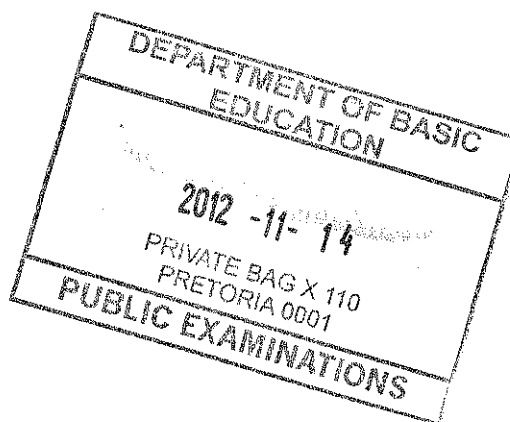 DEPARTMENT OF BASIC
EDUCATION
2012 -11- 14
PRIVATE BAG X 110
PRETORIA 0001
PUBLIC EXAMINATIONS